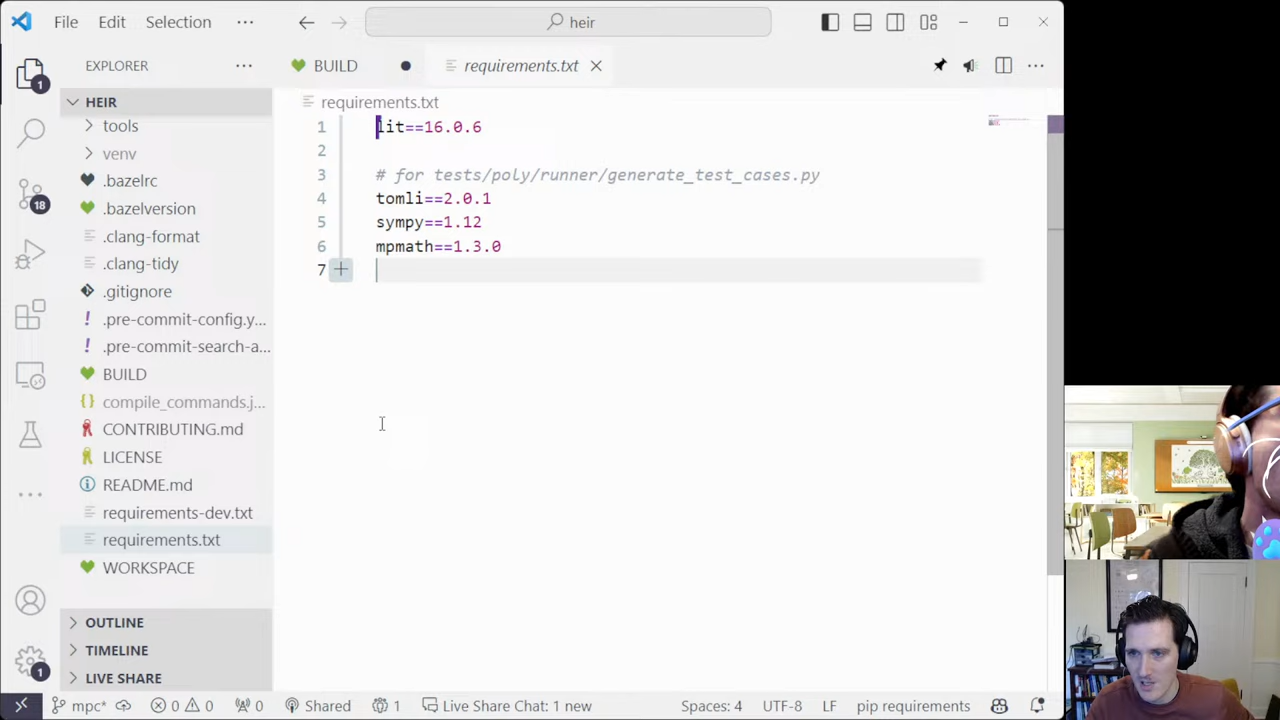 File Edit Selection ··· heir
EXPLORER ···
BUILD
requirements.txt
HEIR
tools
venv
.bazelrc
.bazelversion
.clang-format
.clang-tidy
.gitignore
.pre-commit-config.y...
.pre-commit-search-a...
BUILD
compile_commands.j...
CONTRIBUTING.md
LICENSE
README.md
requirements-dev.txt
requirements.txt
WORKSPACE
OUTLINE
TIMELINE
LIVE SHARE
1
18
1
requirements.txt
1 lit==16.0.6
2
3 # for tests/poly/runner/generate_test_cases.py
4 tomli==2.0.1
5 sympy==1.12
6 mpmath==1.3.0
7
mpc* 0 0 0 Shared 1 Live Share Chat: 1 new Spaces: 4 UTF-8 LF pip requirements